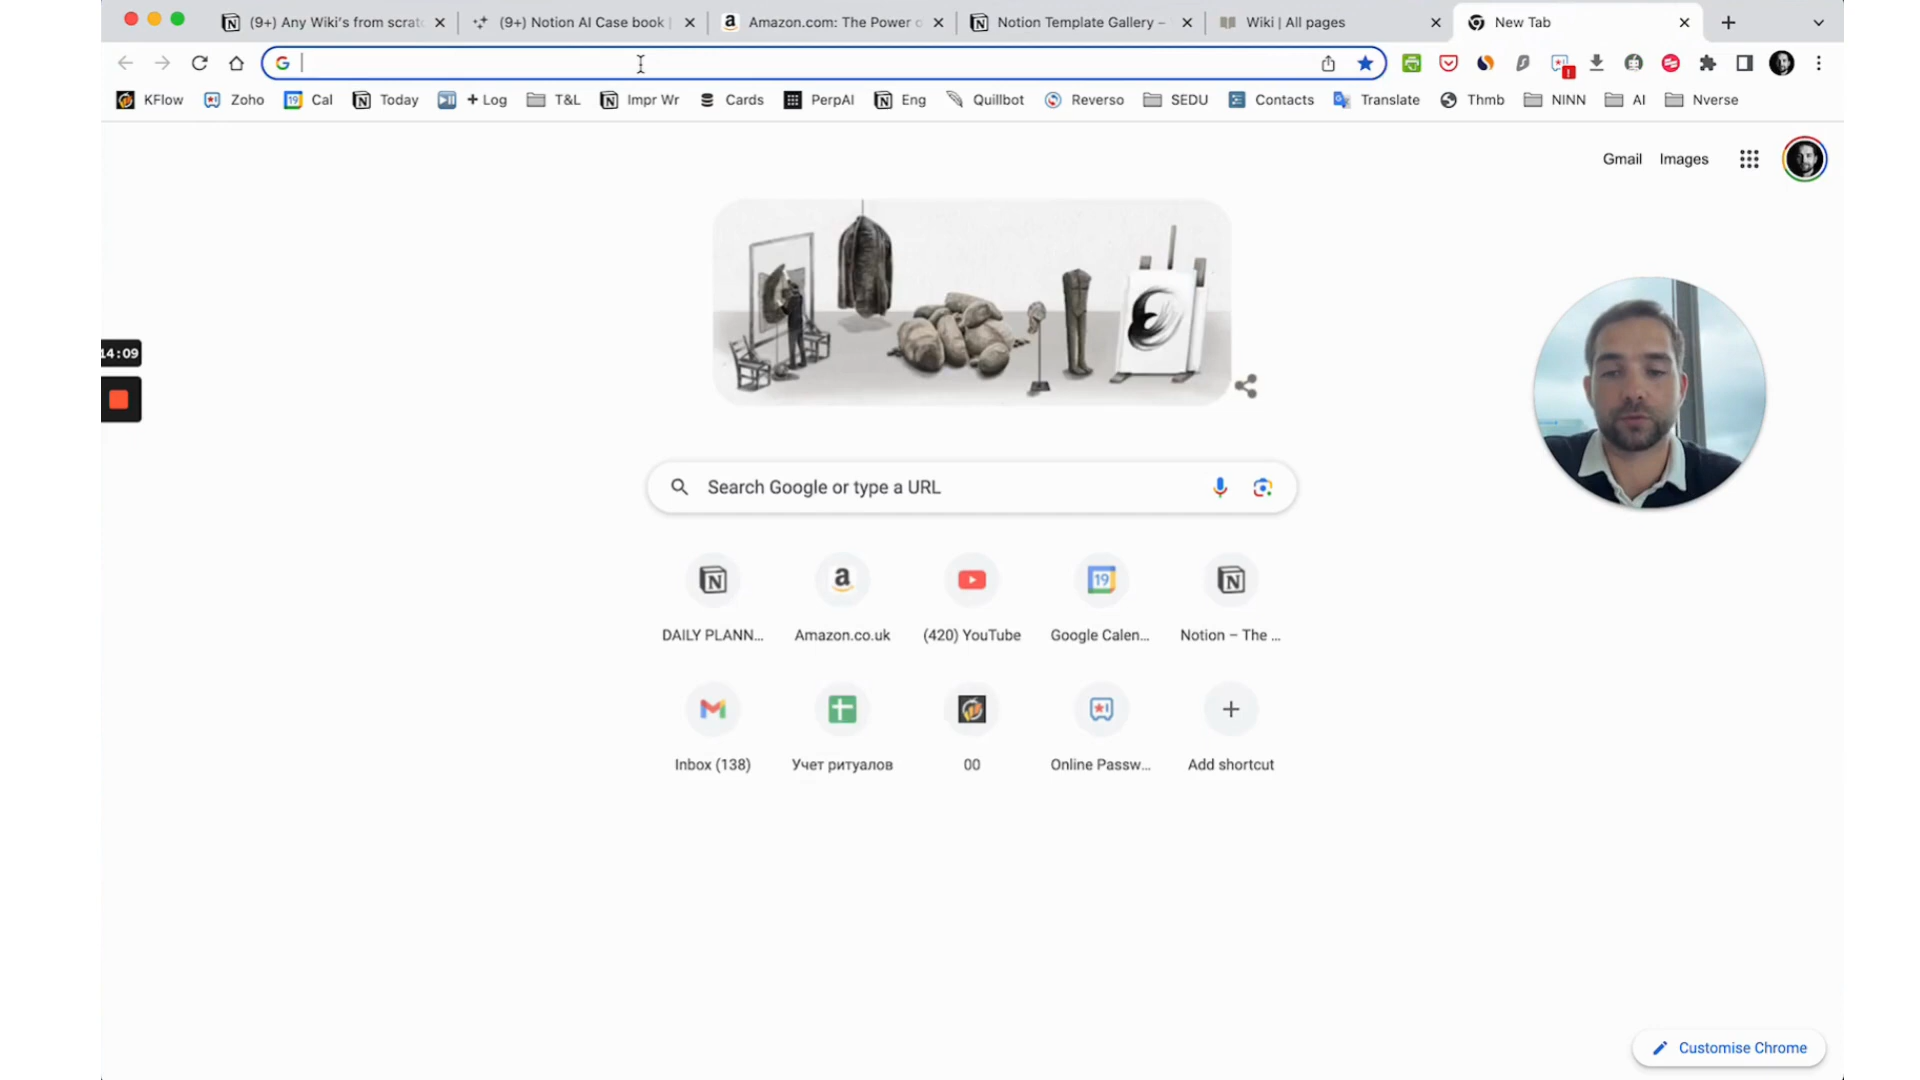 (9+) Any Wiki's from scratc
(9+) Notion AI Case book |
Amazon.com: The Power o
Notion Template Gallery –
Wiki | All pages
New Tab
KFlow
Zoho
19
Cal
Today
+ Log
T&L
Impr Wr
Cards
PerpAI
Eng
Quillbot
Reverso
SEDU
Contacts
Translate
Thmb
NINN
AI
Nverse
Gmail
Images
14:09
Search Google or type a URL
19
DAILY PLANN...
Amazon.co.uk
(420) YouTube
Google Calen...
Notion – The ...
Inbox (138)
Учет ритуалов
00
Online Passw...
Add shortcut
Customise Chrome